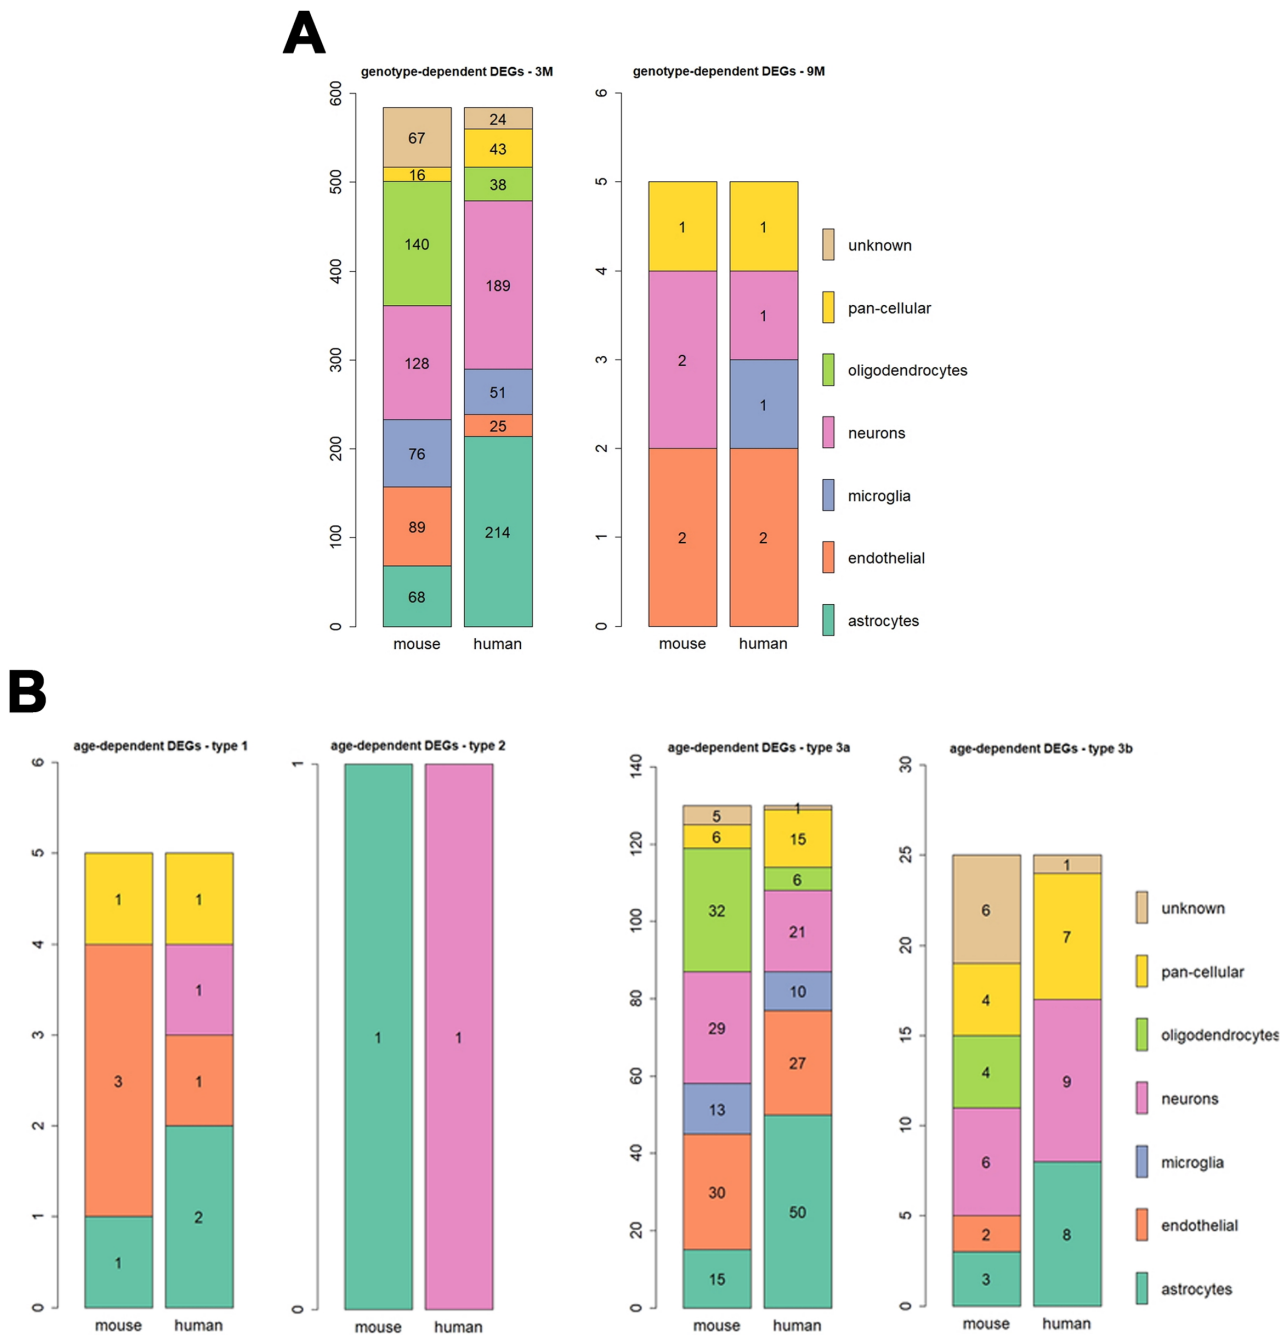 A
genotype-dependent DEGs - 3M
genotype-dependent DEGs - 9M
600
500
400
300
200
100
0
67
16
140
128
76
89
68
24
43
38
189
51
25
214
mouse
human
6
5
4
3
2
1
0
1
2
2
1
1
1
2
mouse
human
unknown
pan-cellular
oligodendrocytes
neurons
microglia
endothelial
astrocytes
B
age-dependent DEGs - type 1
age-dependent DEGs - type 2
age-dependent DEGs - type 3a
age-dependent DEGs - type 3b
6
5
4
3
2
1
0
1
3
1
1
1
1
2
mouse
human
1
0
1
1
mouse
human
140
120
100
80
60
40
20
0
5
6
32
29
13
30
15
1
15
6
21
10
27
50
mouse
human
30
25
20
15
10
5
0
6
4
4
6
2
3
1
7
9
8
mouse
human
unknown
pan-cellular
oligodendrocytes
neurons
microglia
endothelial
astrocytes